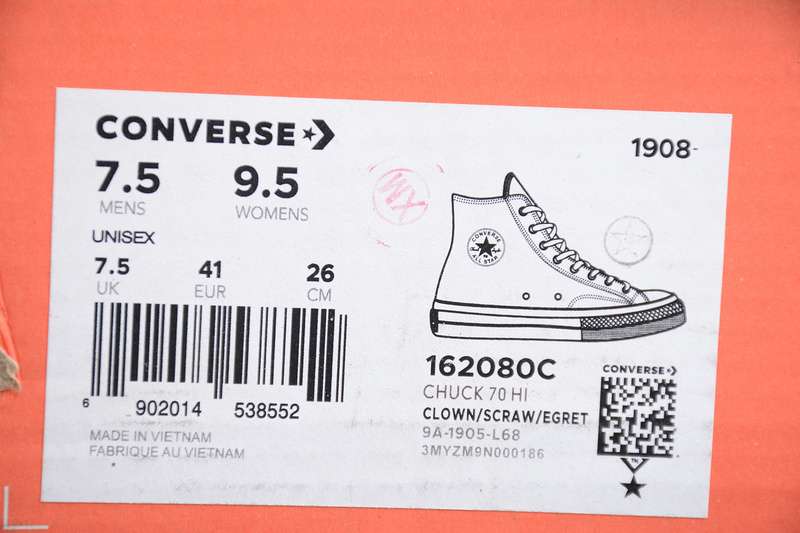 CONVERSE
1908-
7.5 9.5
MENS WOMENS
UNISEX
7.5 41 26
UK EUR CM
6 902014 538552
MADE IN VIETNAM
FABRIQUE AU VIETNAM
WX
CONVERSE
ALL STAR
162080C
CHUCK 70 HI
CLOWN/SCRAW/EGRET
9A-1905-L68
3MYZM9N000186
CONVERSE
TM